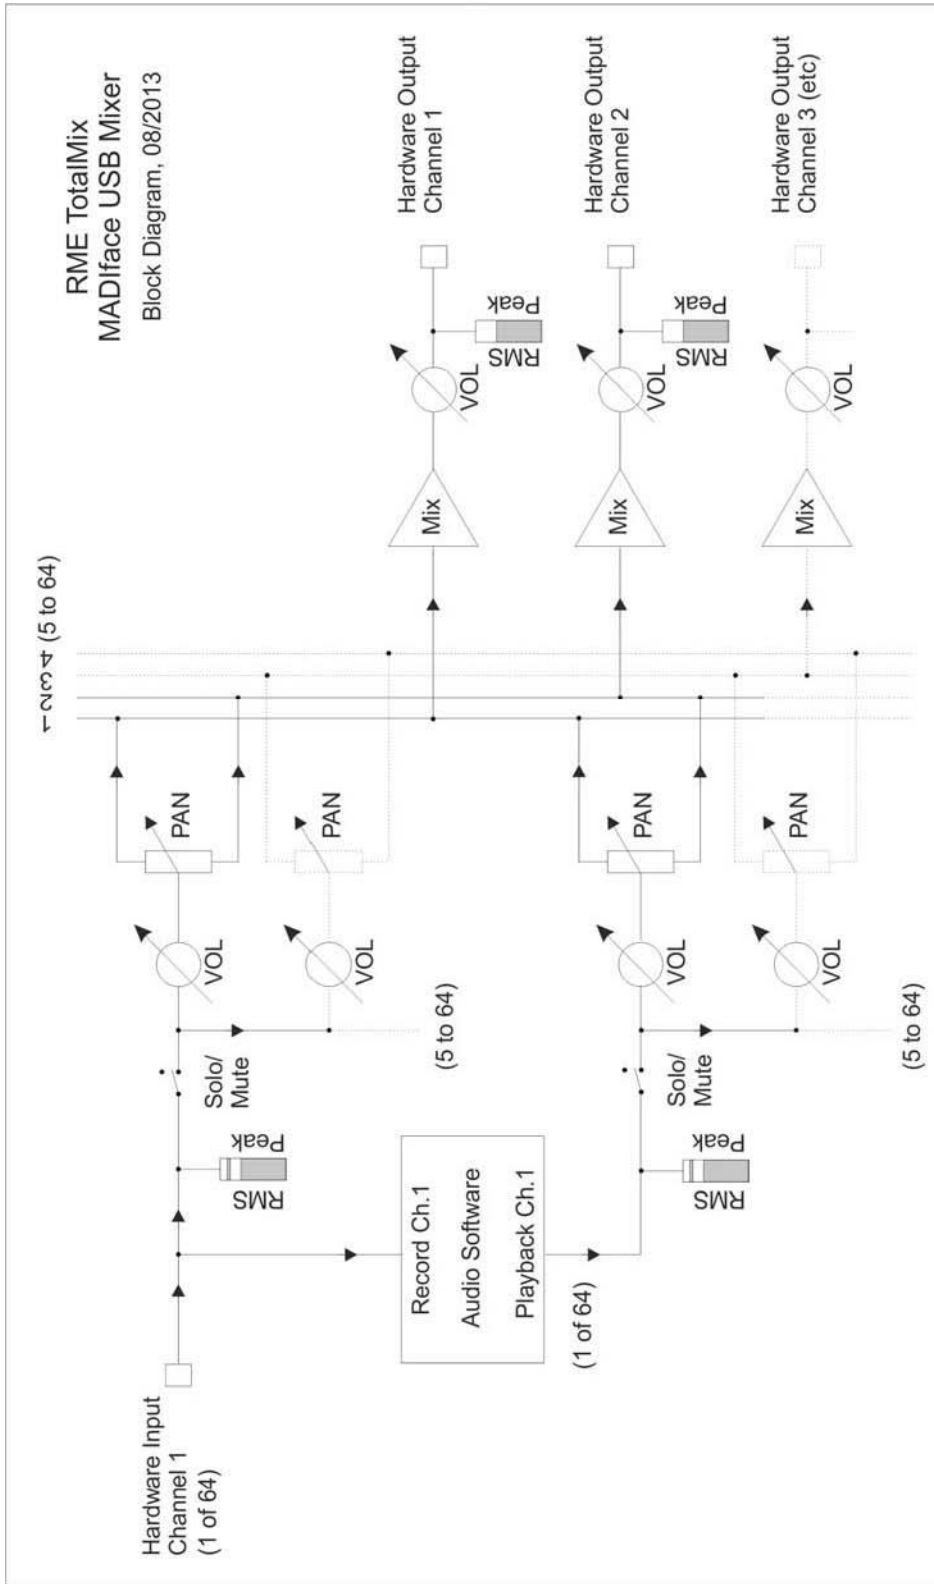 RME TotalMix
MADIface USB Mixer
Block Diagram, 08/2013
Hardware Input
Channel 1
(1 of 64)
RMS
Peak
Solo/
Mute
VOL
PAN
VOL
PAN
(5 to 64)
1 2 3 4 (5 to 64)
Record Ch.1
Audio Software
Playback Ch.1
(1 of 64)
RMS
Peak
Solo/
Mute
VOL
PAN
VOL
PAN
(5 to 64)
Mix
VOL
RMS
Peak
Hardware Output
Channel 1
Mix
VOL
RMS
Peak
Hardware Output
Channel 2
Mix
VOL
Hardware Output
Channel 3 (etc)